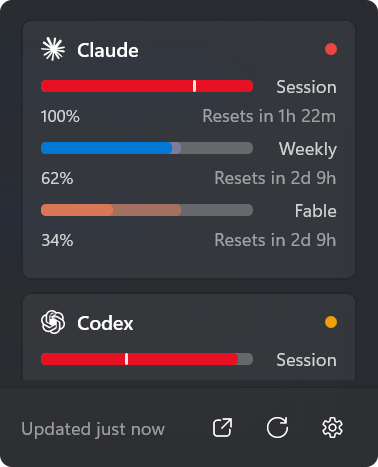 Claude
Session
100% Resets in 1h 22m
Weekly
62% Resets in 2d 9h
Fable
34% Resets in 2d 9h
Codex
Session
Updated just now